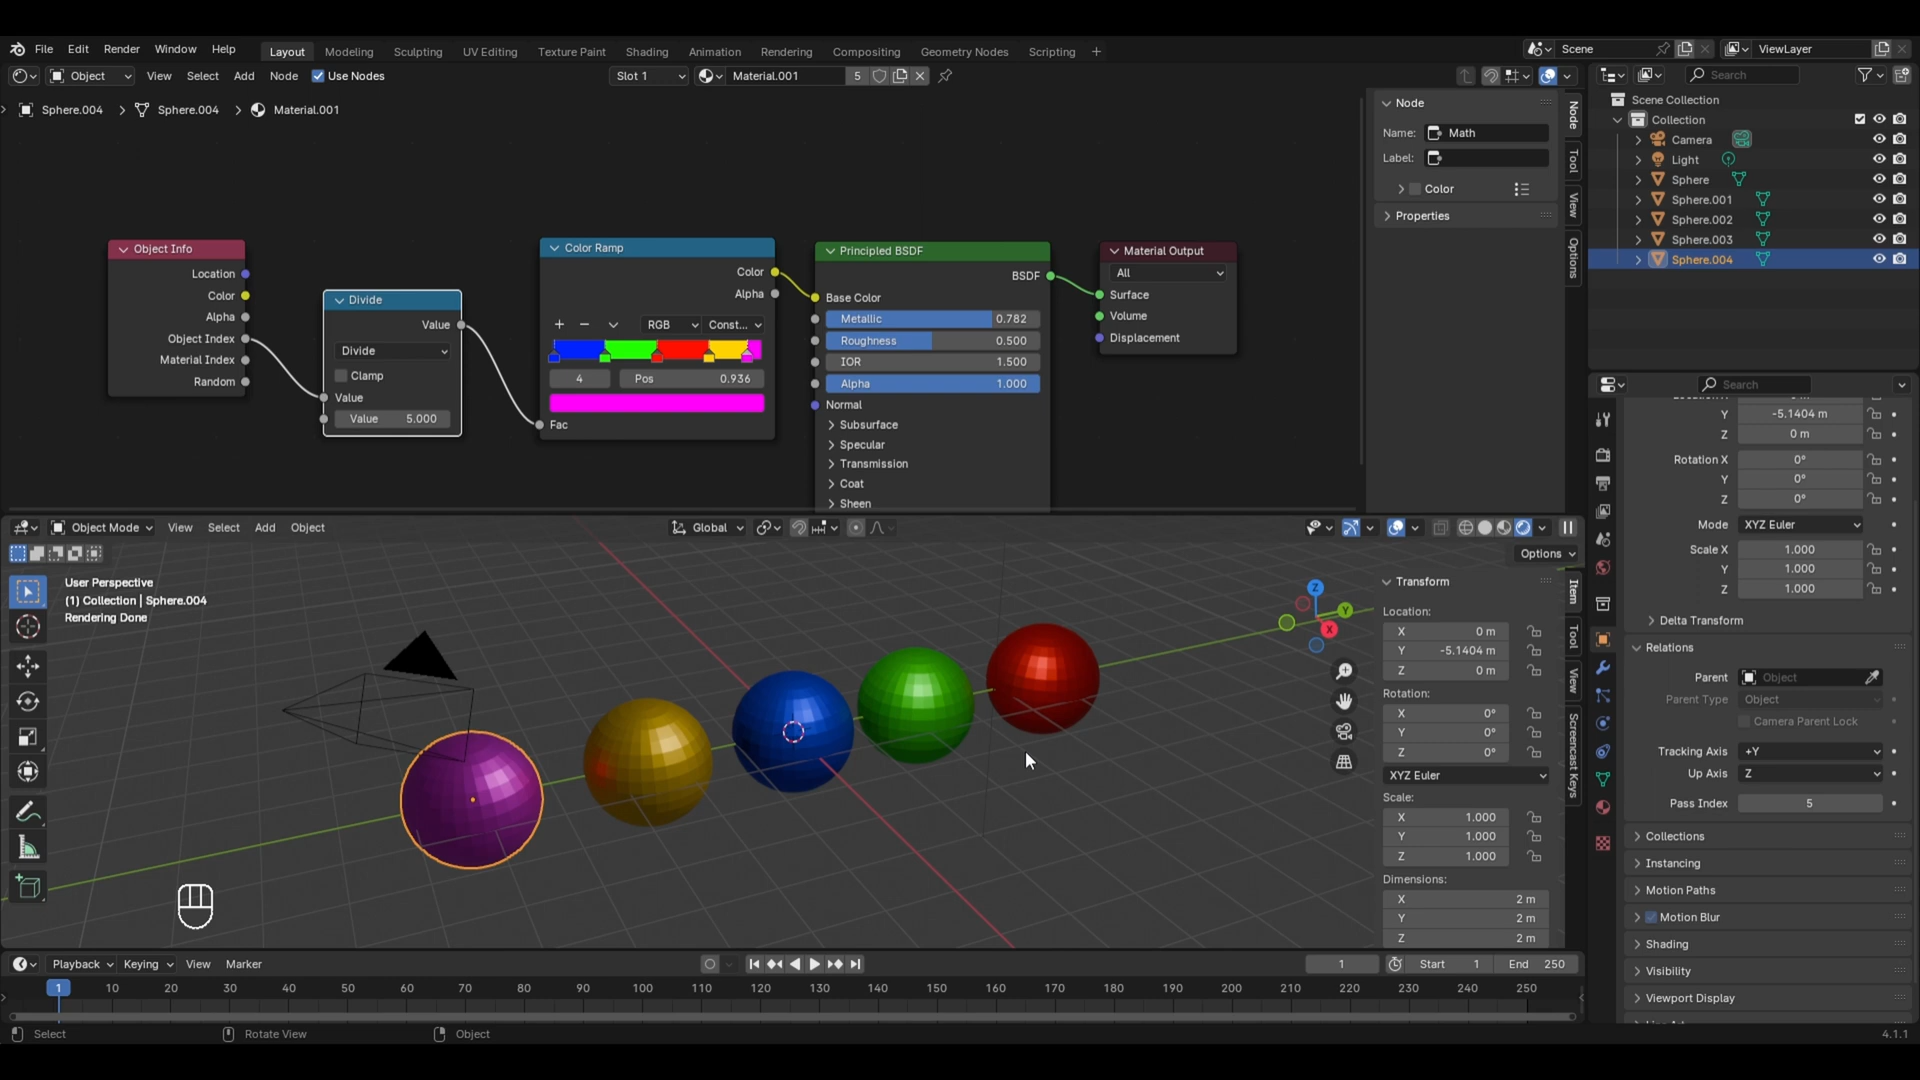 File Edit Render Window Help Layout Modeling Sculpting UV Editing Texture Paint Shading Animation Rendering Compositing Geometry Nodes Scripting + Scene ViewLayer
Object View Select Add Node Use Nodes Slot 1 Material.001 5 Search
Sphere.004 > Sphere.004 > Material.001
Node
Name: Math
Label:
Color
Properties
Node
Tool
View
Options
Scene Collection
Collection
Camera
Light
Sphere
Sphere.001
Sphere.002
Sphere.003
Sphere.004
Object Info
Location
Color
Alpha
Object Index
Material Index
Random
Divide
Value
Divide
Clamp
Value
Value 5.000
Color Ramp
Color
Alpha
RGB Const...
4 Pos 0.936
Fac
Principled BSDF
BSDF
Base Color
Metallic 0.782
Roughness 0.500
IOR 1.500
Alpha 1.000
Normal
Subsurface
Specular
Transmission
Coat
Sheen
Material Output
All
Surface
Volume
Displacement
Object Mode View Select Add Object Global
Options
User Perspective
(1) Collection | Sphere.004
Rendering Done
Z
Y
X
Transform
Location:
X 0 m
Y -5.1404 m
Z 0 m
Rotation:
X 0°
Y 0°
Z 0°
XYZ Euler
Scale:
X 1.000
Y 1.000
Z 1.000
Dimensions:
X 2 m
Y 2 m
Z 2 m
Item
Tool
View
Screencast Keys
Search
Y -5.1404 m
Z 0 m
Rotation X 0°
Y 0°
Z 0°
Mode XYZ Euler
Scale X 1.000
Y 1.000
Z 1.000
Delta Transform
Relations
Parent Object
Parent Type Object
Camera Parent Lock
Tracking Axis +Y
Up Axis Z
Pass Index 5
Collections
Instancing
Motion Paths
Motion Blur
Shading
Visibility
Viewport Display
Playback Keying View Marker 1 Start 1 End 250
1 10 20 30 40 50 60 70 80 90 100 110 120 130 140 150 160 170 180 190 200 210 220 230 240 250
Select Rotate View Object 4.1.1